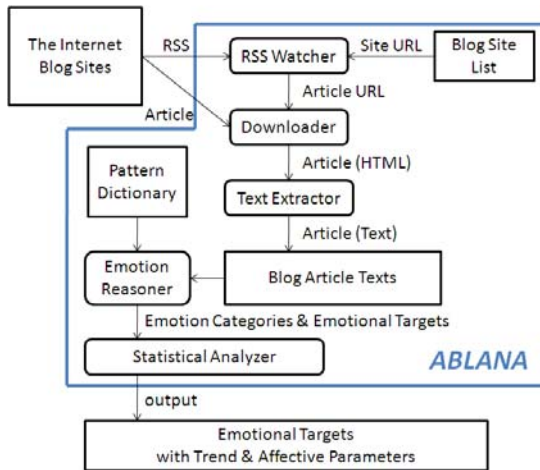 The Internet
Blog Sites
RSS
RSS Watcher
Site URL
Blog Site
List
Article URL
Article
Downloader
Article (HTML)
Pattern
Dictionary
Text Extractor
Article (Text)
Emotion
Reasoner
Blog Article Texts
Emotion Categories & Emotional Targets
Statistical Analyzer
ABLANA
output
Emotional Targets
with Trend & Affective Parameters